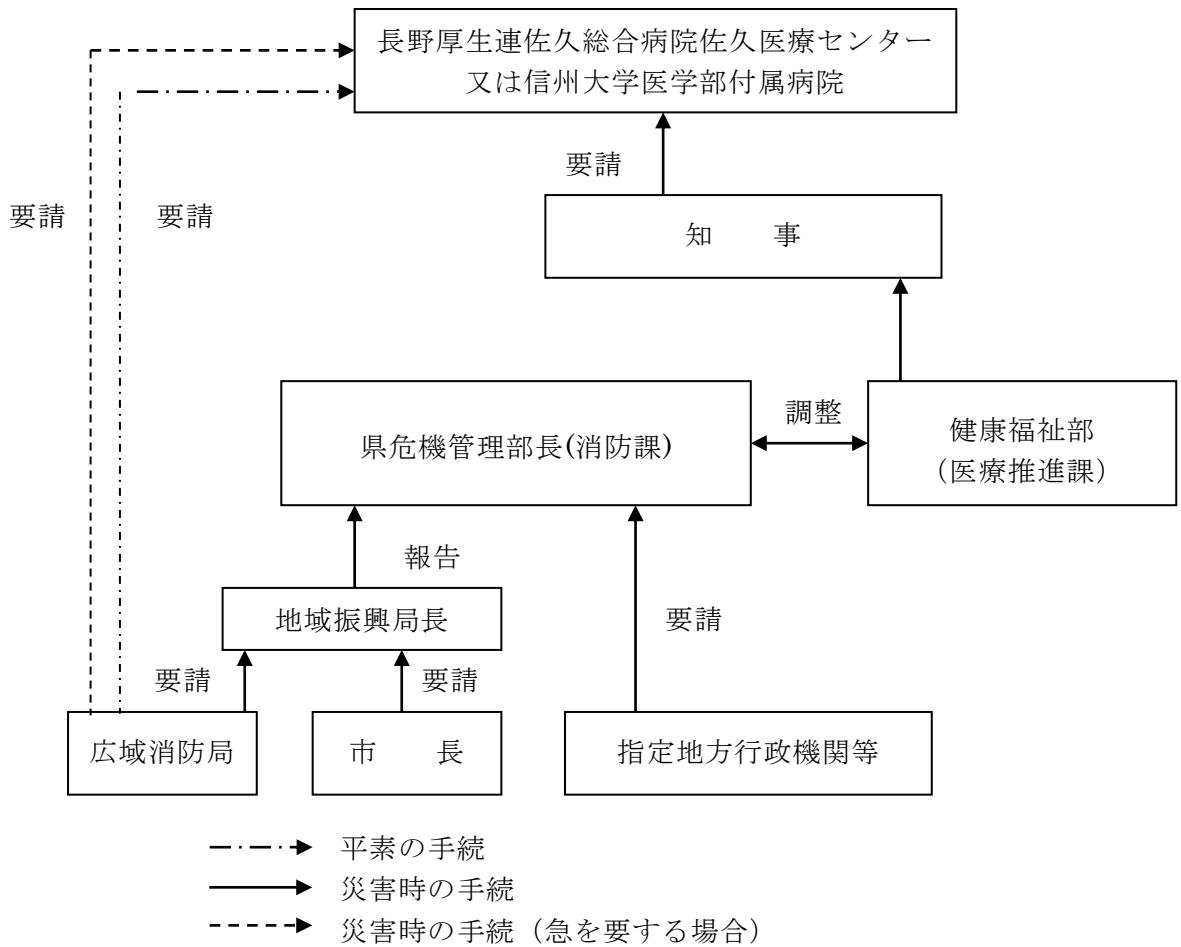 長野厚生連佐久総合病院佐久医療センター
又は信州大学医学部付属病院
要請
要請
要請
知　　事
県危機管理部長(消防課)
調整
健康福祉部
（医療推進課）
報告
地域振興局長
要請
要請
要請
広域消防局
市　　長
指定地方行政機関等
平素の手続
災害時の手続
災害時の手続（急を要する場合）